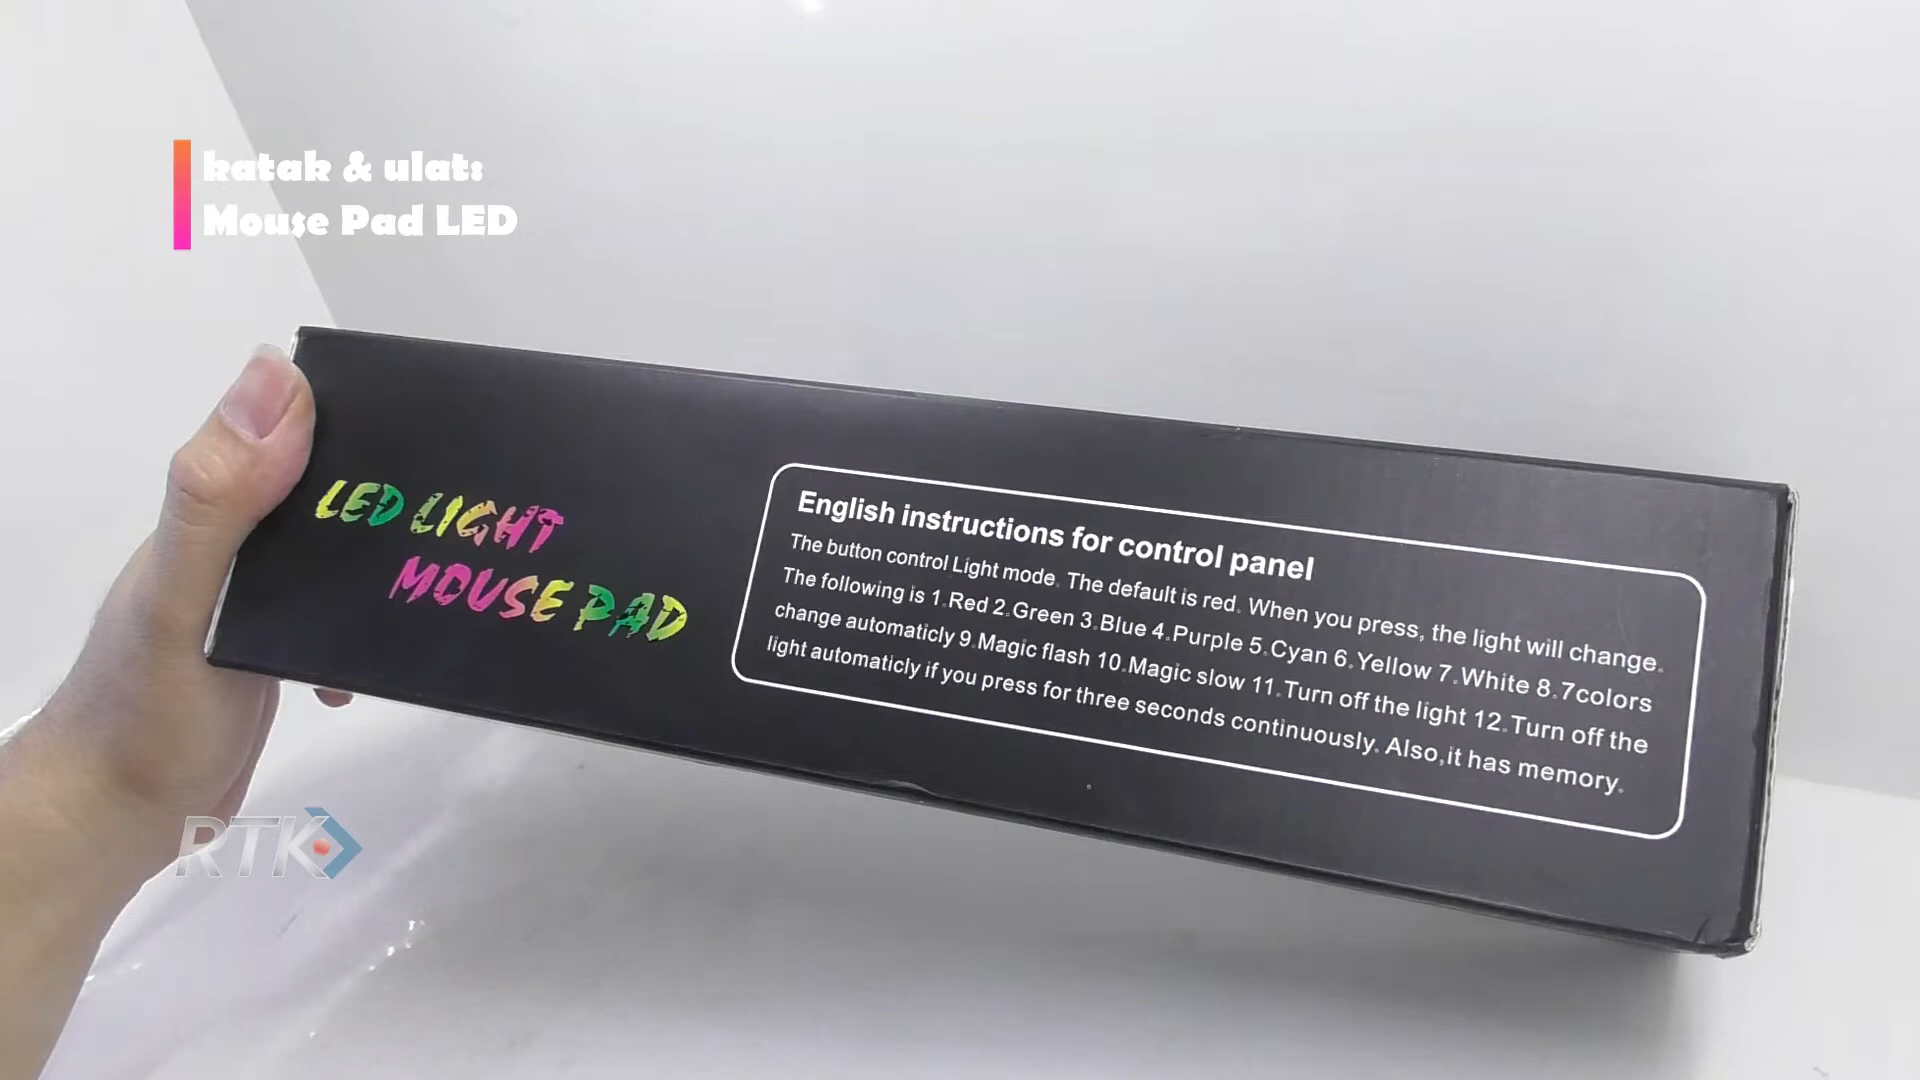 katak & ulat:
Mouse Pad LED
LED LIGHT
MOUSE PAD
English instructions for control panel
The button control Light mode. The default is red. When you press, the light will change.
The following is 1.Red 2.Green 3.Blue 4.Purple 5.Cyan 6.Yellow 7.White 8.7colors
change automaticly 9.Magic flash 10.Magic slow 11.Turn off the light 12.Turn off the
light automaticly if you press for three seconds continuously. Also,it has memory.
RTK